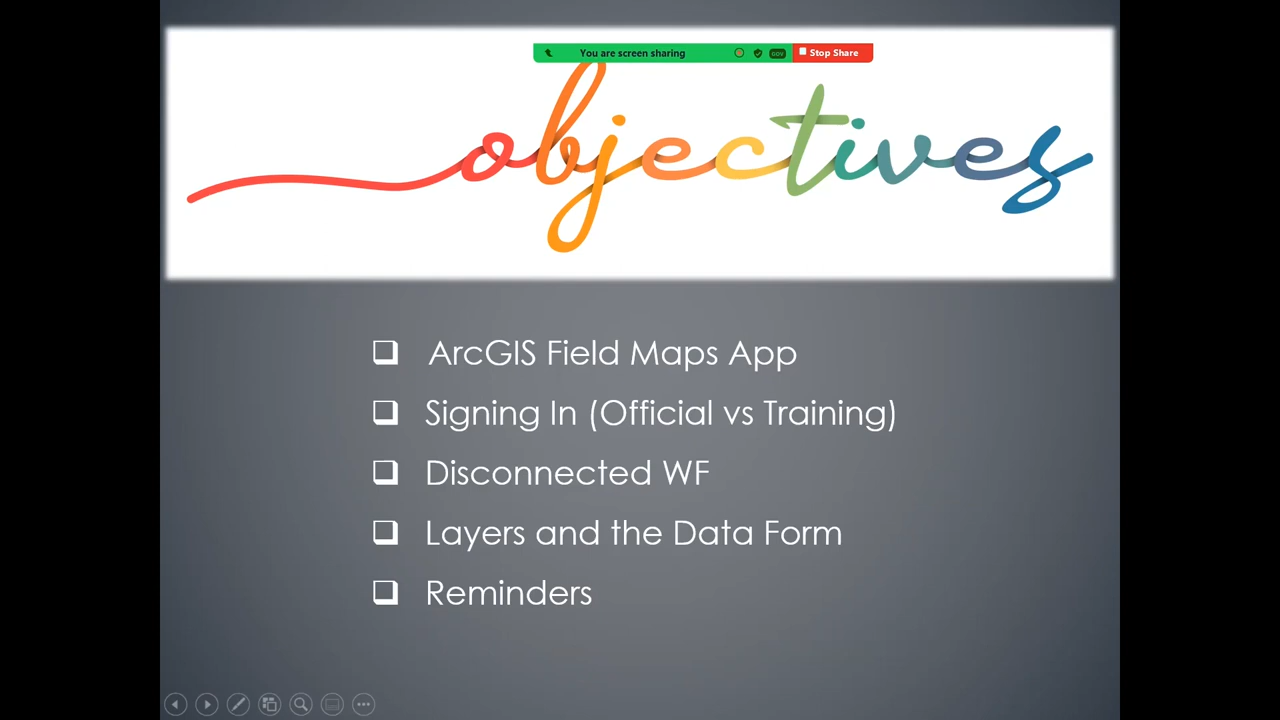 You are screen sharing
GOV
Stop Share
objectives
ArcGIS Field Maps App
Signing In (Official vs Training)
Disconnected WF
Layers and the Data Form
Reminders